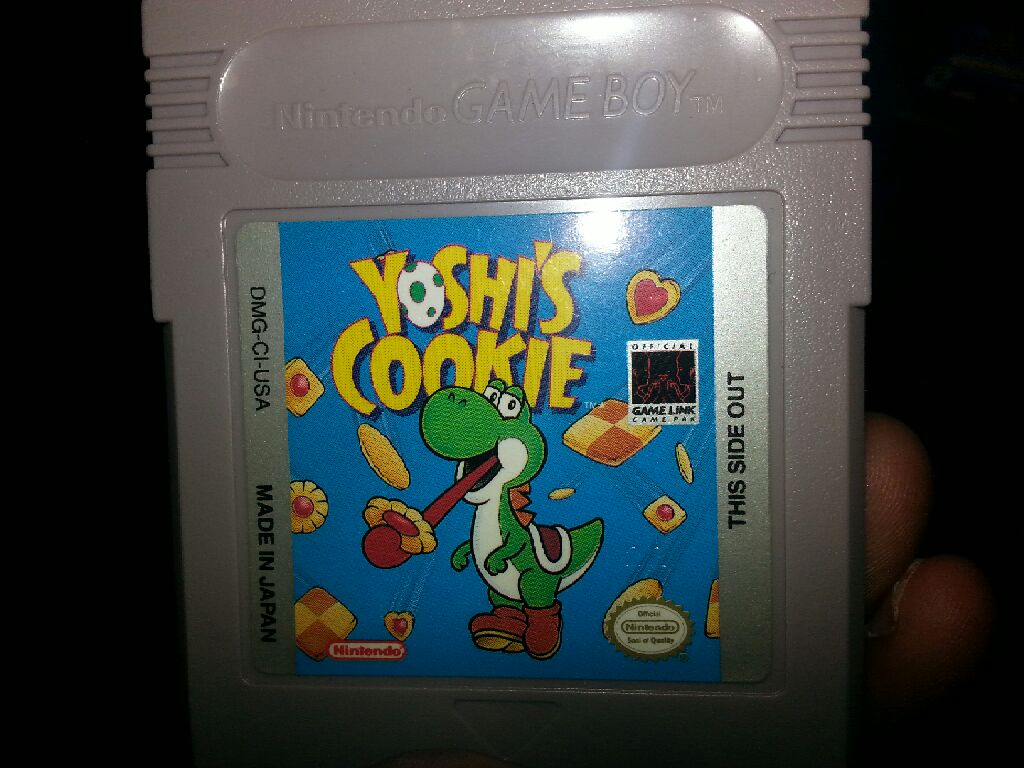 Nintendo GAME BOY TM
YOSHI'S
COOKIE
TM
OFFICIAL
GAME LINK
GAME PAK
DMG-CI-USA
MADE IN JAPAN
THIS SIDE OUT
Nintendo
Official
Nintendo
Seal of Quality